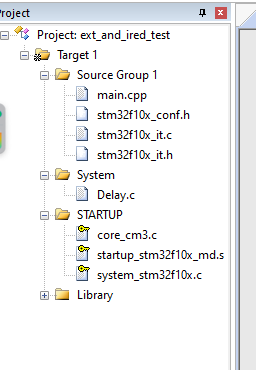 Project
Project: ext_and_ired_test
Target 1
Source Group 1
main.cpp
stm32f10x_conf.h
stm32f10x_it.c
stm32f10x_it.h
System
Delay.c
STARTUP
core_cm3.c
startup_stm32f10x_md.s
system_stm32f10x.c
Library